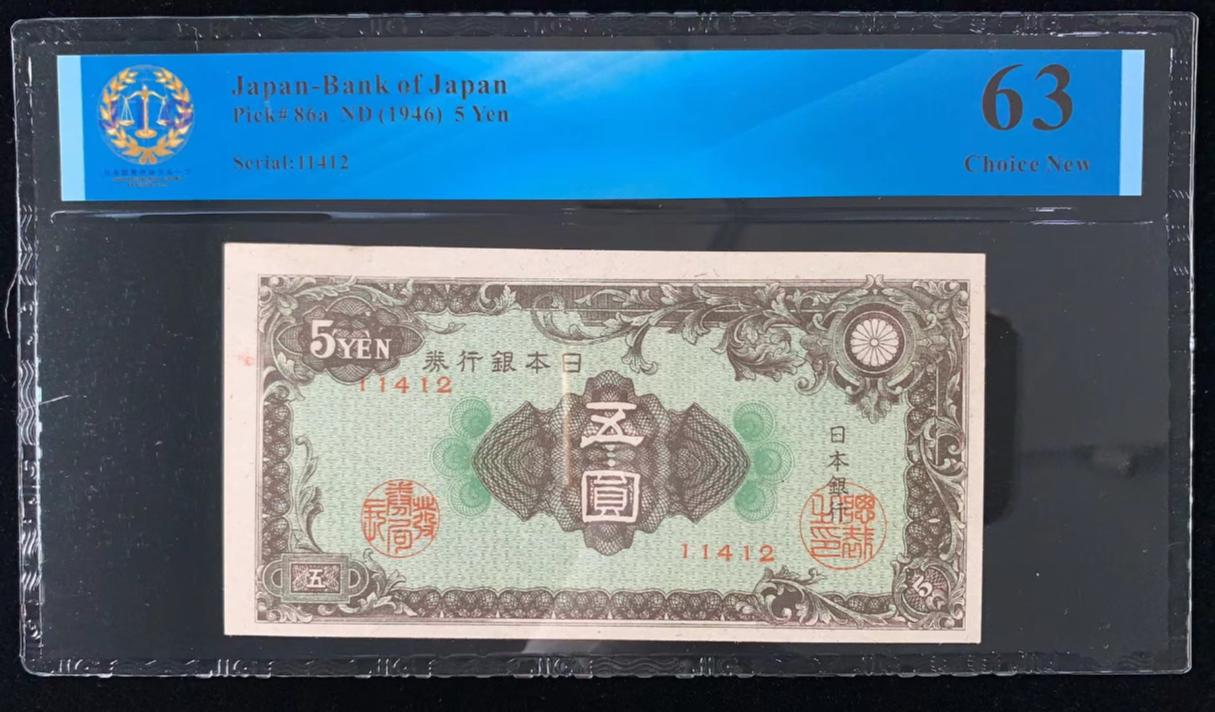 Japan-Bank of Japan
Pick# 86a ND (1946) 5 Yen
Serial:11412
63
Choice New
5 YEN
券行銀本日
11412
五圓
日本銀行
11412
五